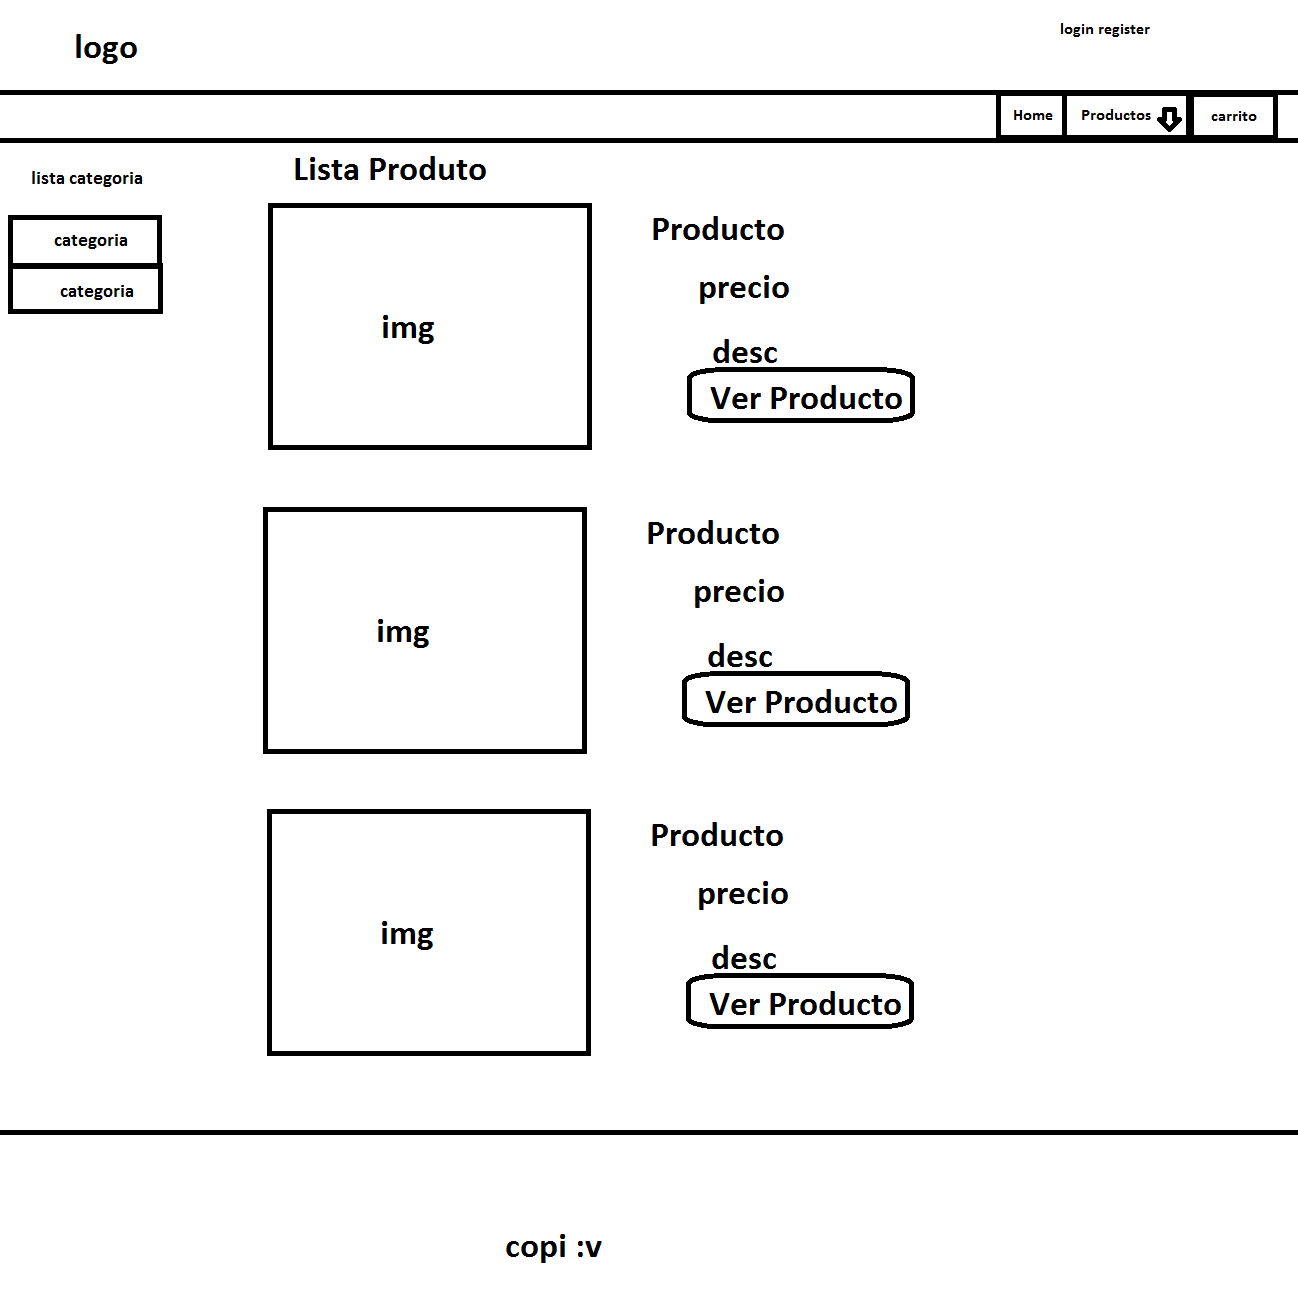 logo
login register
Home Productos carrito
lista categoria
categoria
categoria
Lista Produto
img
Producto
precio
desc
Ver Producto
img
Producto
precio
desc
Ver Producto
img
Producto
precio
desc
Ver Producto
copi :v